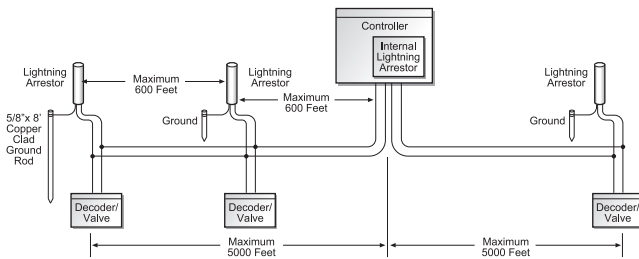 Controller
Internal
Lightning
Arrestor
Lightning
Arrestor
Maximum
600 Feet
Lightning
Arrestor
Maximum
600 Feet
Lightning
Arrestor
5/8"x 8'
Copper
Clad
Ground
Rod
Ground
Ground
Decoder/
Valve
Decoder/
Valve
Decoder/
Valve
Maximum
5000 Feet
Maximum
5000 Feet